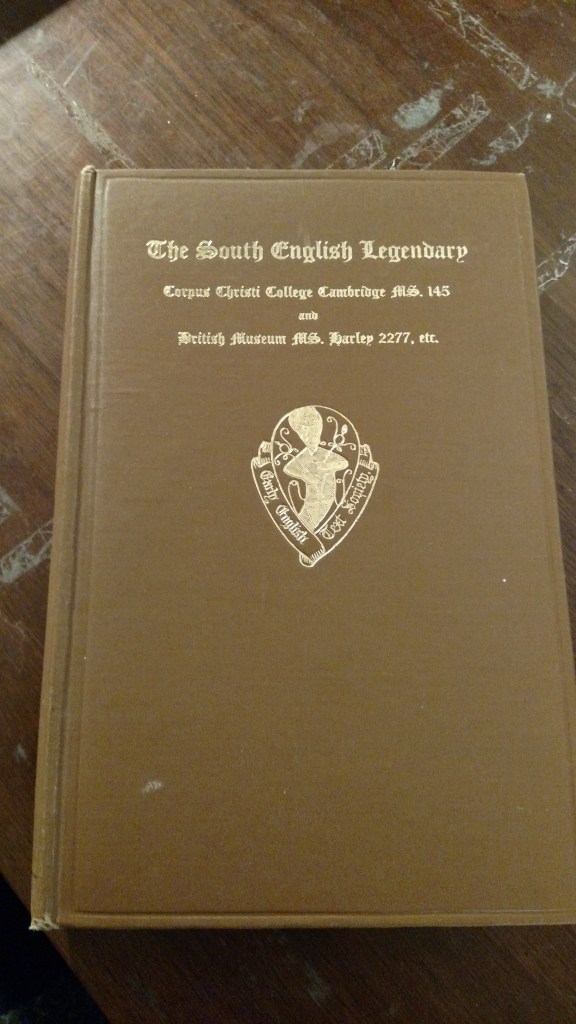 The South English Legendary
Corpus Christi College Cambridge MS. 145
and
British Museum MS. Harley 2277, etc.
Early English
Text Society.